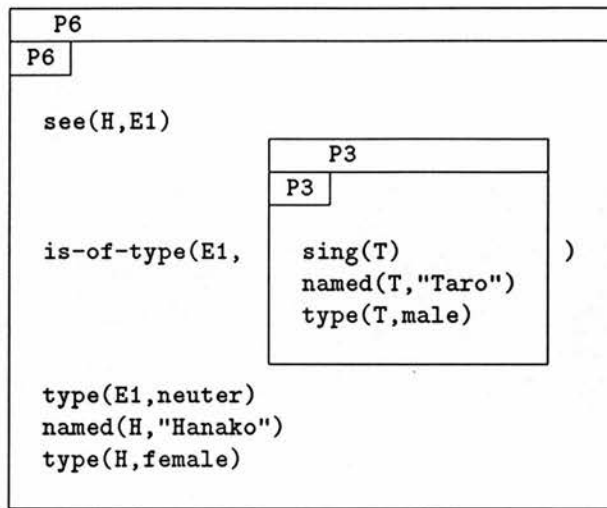 P6
P6
see(H,E1)
P3
P3
is-of-type(E1, sing(T) )
named(T,"Taro")
type(T,male)
type(E1,neuter)
named(H,"Hanako")
type(H,female)